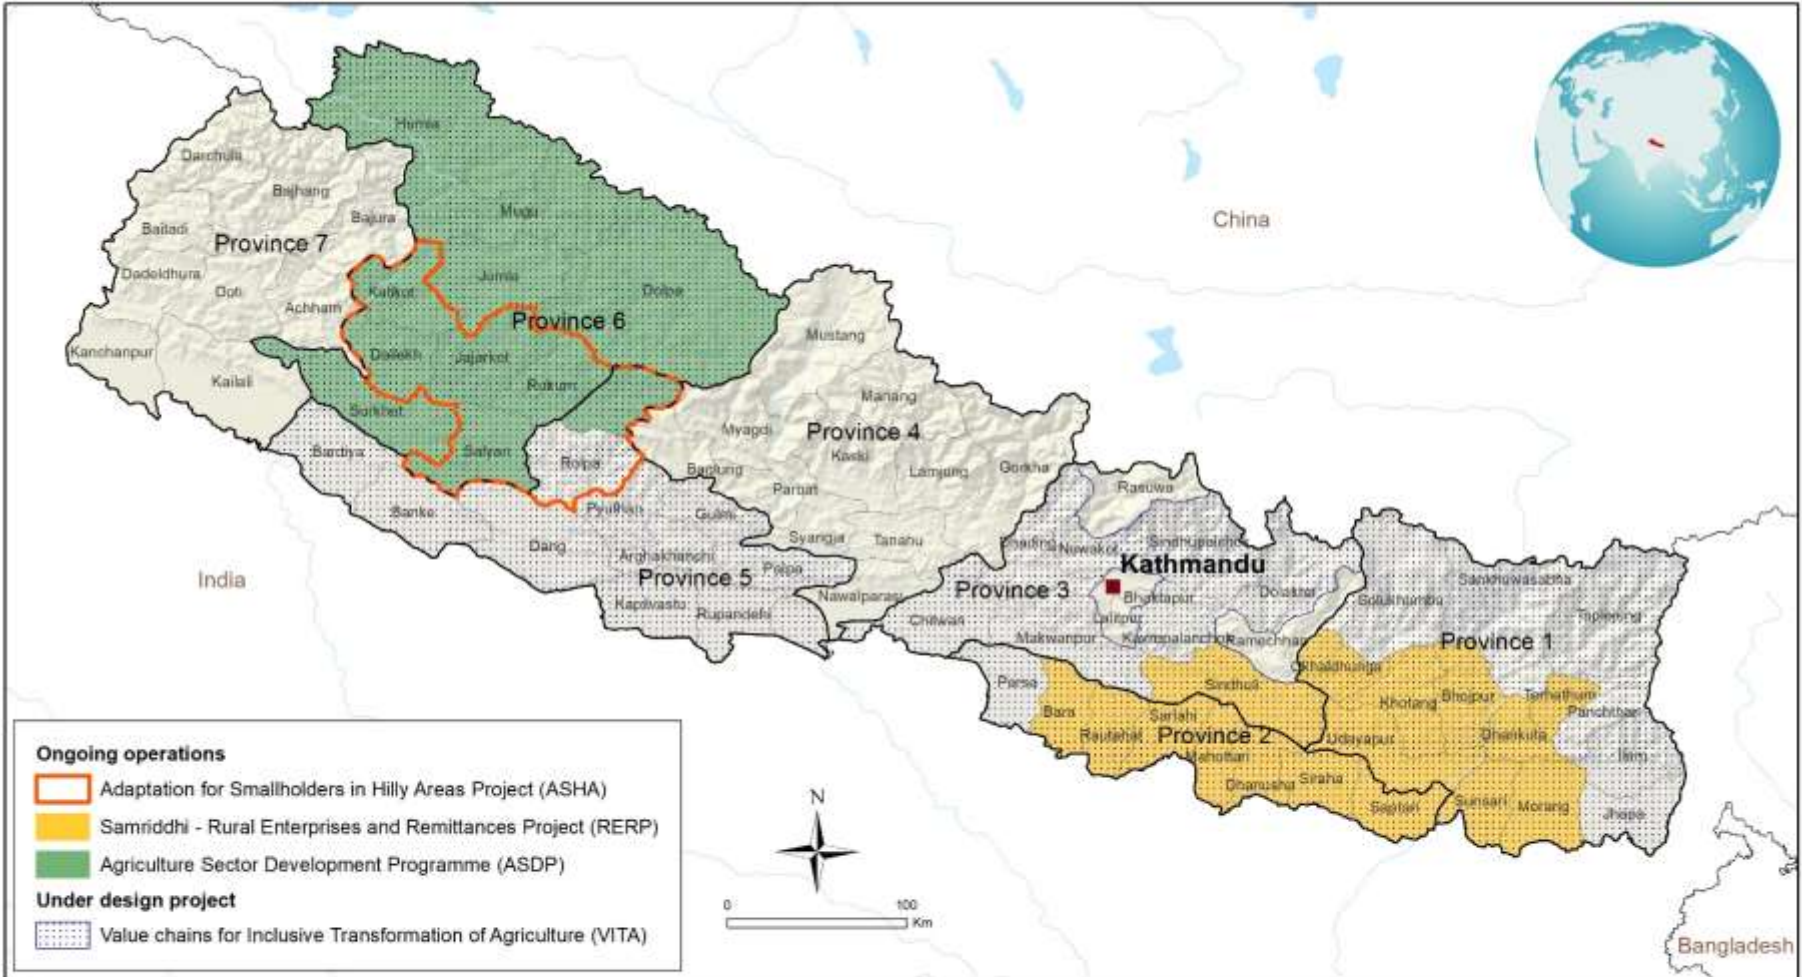 Humla
Darchula
Bajhang
Mugu
Bajura
China
Baitadi
Province 7
Dadeldhura
Jumla
Doti
Kalikot
Dolpa
Achham
Province 6
Mustang
Kanchanpur
Dailekh
Jajarkot
Kailali
Rukum
Manang
Surkhet
Myagdi
Province 4
Kaski
Bardiya
Salyan
Rolpa
Baglung
Lamjung
Gorkha
Parbat
Rasuwa
Banke
Pyuthan
Gulmi
Syangja
Tanahu
Dang
Nuwakot
Arghakhanchi
Kathmandu
Palpa
India
Province 5
Province 3
Sankhuwasabha
Nawalparasi
Bhaktapur
Dolakha
Solukhumbu
Kapilvastu
Rupandehi
Chitwan
Lalitpur
Taplejung
Makwanpur
Ramechhap
Province 1
Okhaldhunga
Parsa
Sindhuli
Khotang
Bhojpur
Terhathum
Panchthar
Bara
Sarlahi
Rautahat
Province 2
Udayapur
Dhankuta
Mahottari
Ilam
Dhanusha
Siraha
Saptari
Sunsari
Morang
Jhapa
Ongoing operations
Adaptation for Smallholders in Hilly Areas Project (ASHA)
Samriddhi - Rural Enterprises and Remittances Project (RERP)
Agriculture Sector Development Programme (ASDP)
Under design project
Value chains for Inclusive Transformation of Agriculture (VITA)
N
0 100
Km
Bangladesh